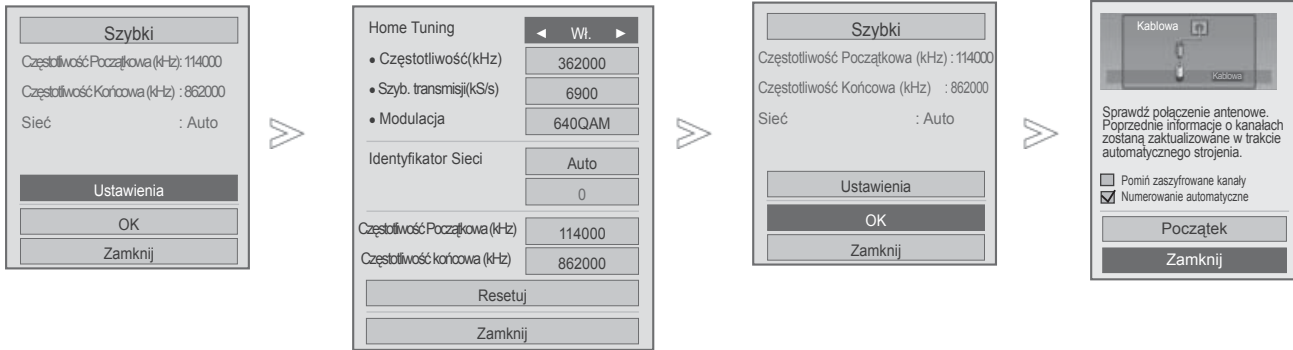 Szybki
Częstotliwość Początkowa (kHz): 114000
Częstotliwość Końcowa (kHz) : 862000
Sieć : Auto
Ustawienia
OK
Zamknij
Home Tuning ◄ Wł. ►
• Częstotliwość(kHz) 362000
• Szyb. transmisji(kS/s) 6900
• Modulacja 640QAM
Identyfikator Sieci Auto
0
Częstotliwość Początkowa (kHz) 114000
Częstotliwość końcowa (kHz) 862000
Resetuj
Zamknij
Szybki
Częstotliwość Początkowa (kHz) : 114000
Częstotliwość Końcowa (kHz) : 862000
Sieć : Auto
Ustawienia
OK
Zamknij
Kablowa
Kablowa
Sprawdź połączenie antenowe.
Poprzednie informacje o kanałach
zostaną zaktualizowane w trakcie
automatycznego strojenia.
Pomiń zaszyfrowane kanały
Numerowanie automatyczne
Początek
Zamknij